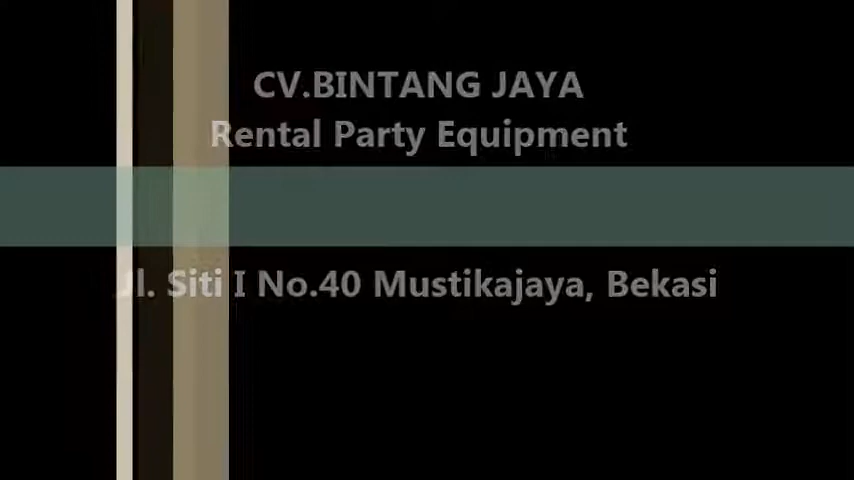 CV.BINTANG JAYA
Rental Party Equipment
Jl. Siti I No.40 Mustikajaya, Bekasi